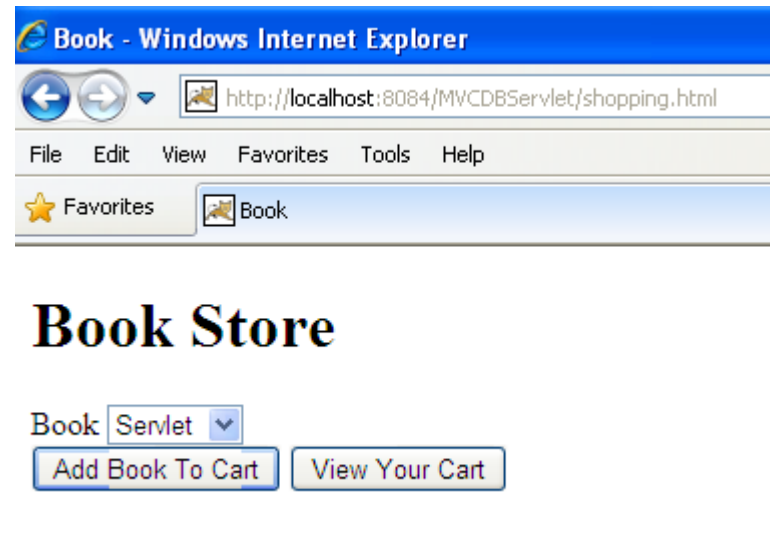 Book - Windows Internet Explorer
http://localhost:8084/MVCDBServlet/shopping.html
File Edit View Favorites Tools Help
Favorites Book
Book Store
Book Servlet
Add Book To Cart View Your Cart